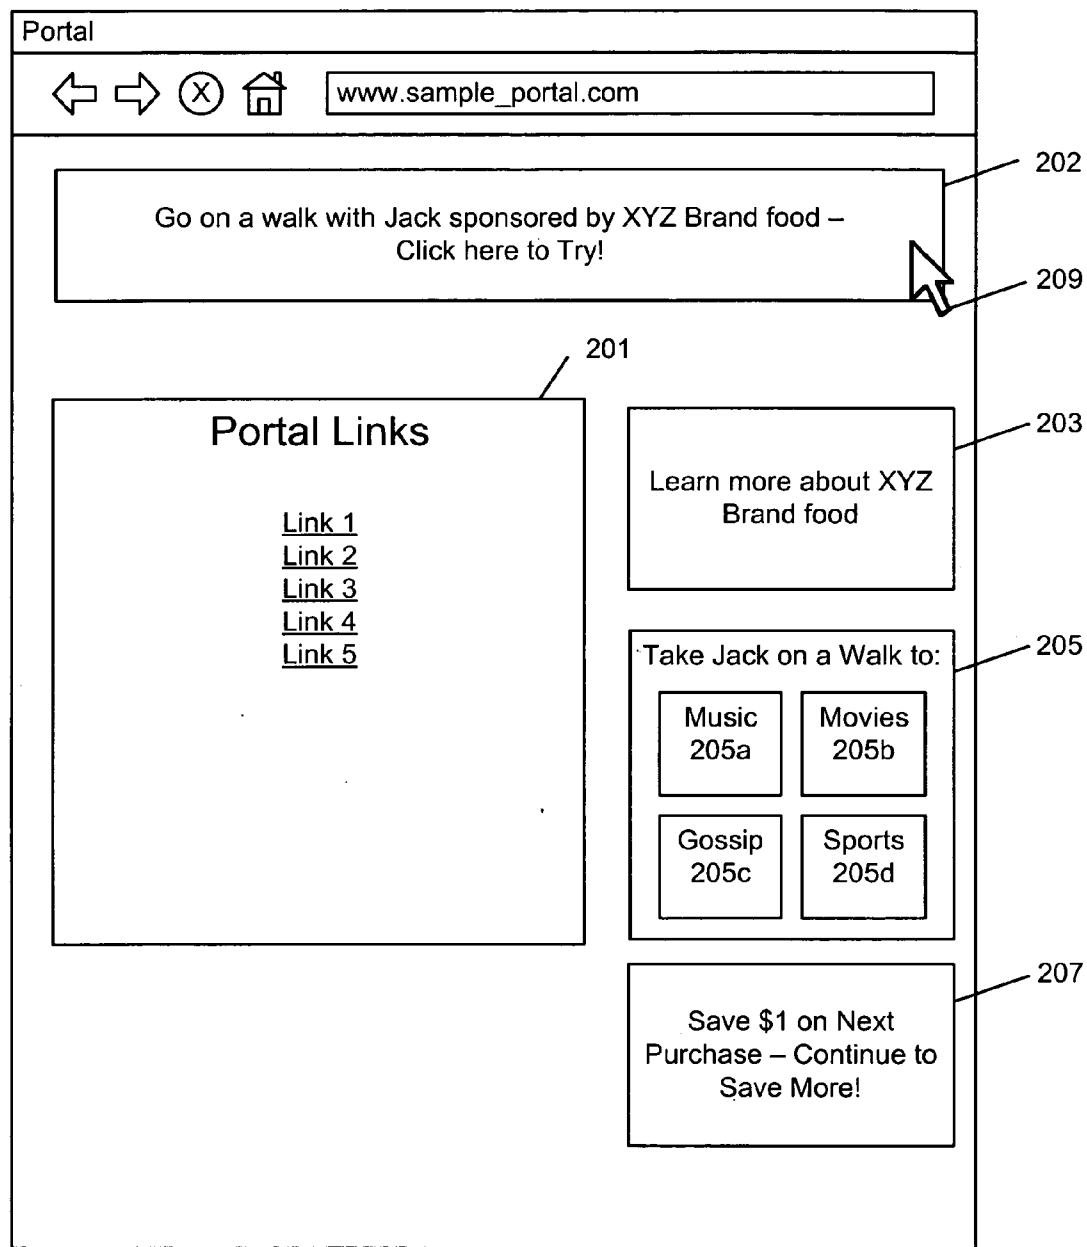 Portal
X
www.sample_portal.com
202
Go on a walk with Jack sponsored by XYZ Brand food –
Click here to Try!
209
201
Portal Links
Link 1
Link 2
Link 3
Link 4
Link 5
203
Learn more about XYZ
Brand food
205
Take Jack on a Walk to:
Music Movies
205a 205b
Gossip Sports
205c 205d
207
Save $1 on Next
Purchase – Continue to
Save More!